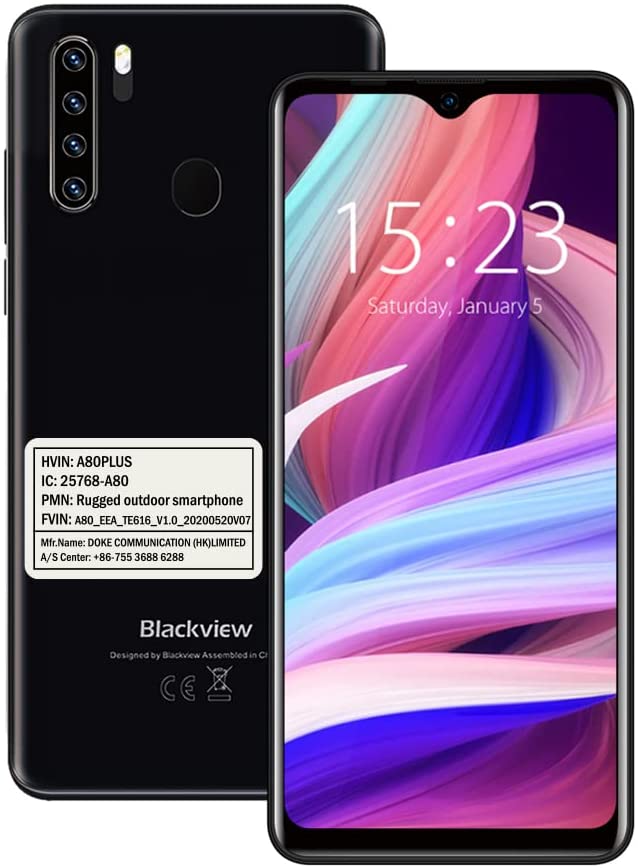 15:23
Saturday, January 5
HVIN: A80PLUS
IC: 25768-A80
PMN: Rugged outdoor smartphone
FVIN: A80_EEA_TE616_V1.0_20200520V07
Mfr.Name: DOKE COMMUNICATION (HK)LIMITED
A/S Center: +86-755 3688 6288
Blackview
Designed by Blackview Assembled in
CE